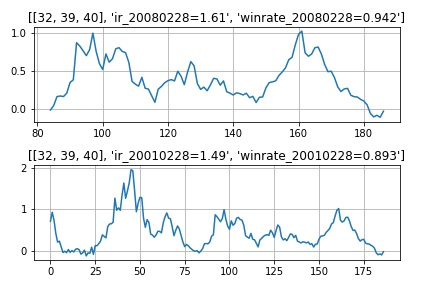 [[32, 39, 40], 'ir_20080228=1.61', 'winrate_20080228=0.942']
1.0
0.5
0.0
80 100 120 140 160 180
[[32, 39, 40], 'ir_20010228=1.49', 'winrate_20010228=0.893']
2
1
0
0 25 50 75 100 125 150 175